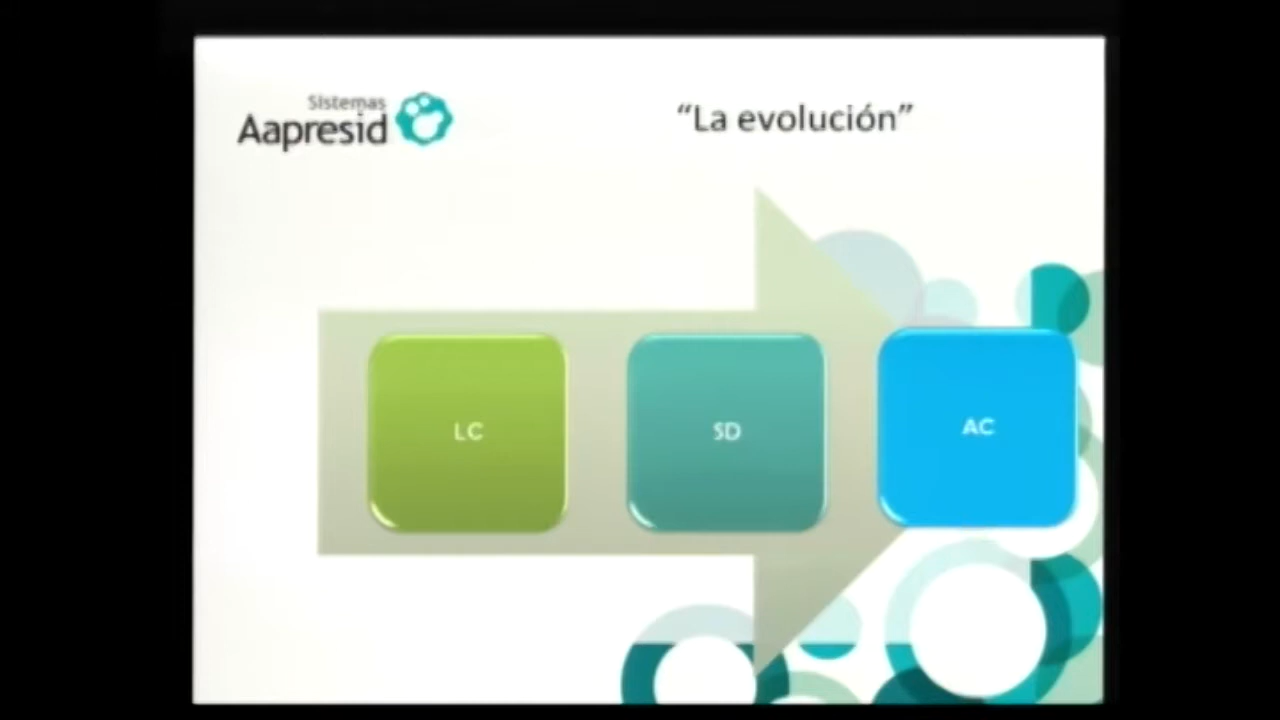 Sistemas
Aapresid
“La evolución”
LC
SD
AC